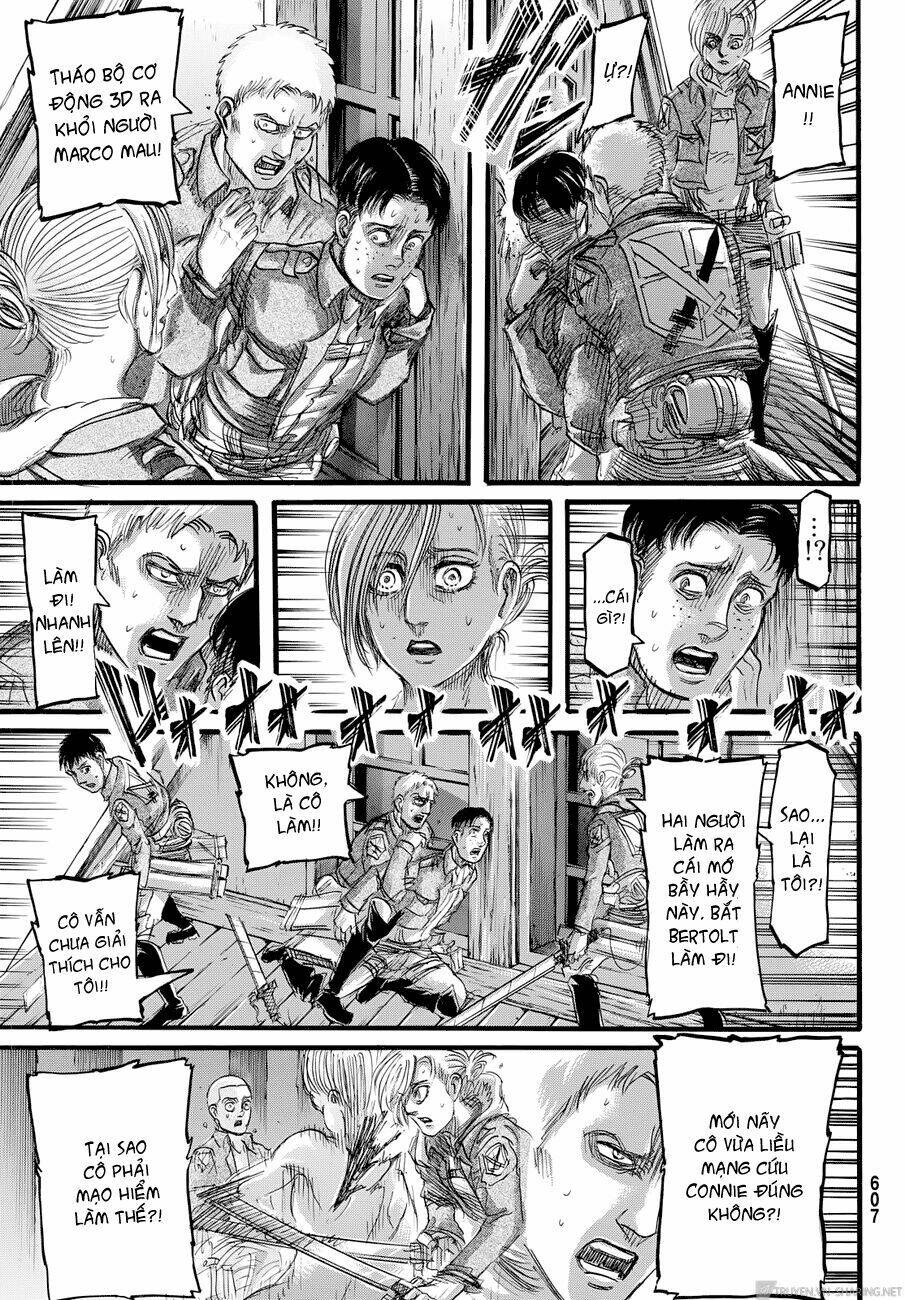 ANNIE
!!
Ự?!
THÁO BỘ CƠ
ĐỘNG 3D RA
KHỎI NGƯỜI
MARCO MAU!
...!?
...CÁI
GÌ?!
LÀM
ĐI!
NHANH
LÊN!!
SAO...
LẠI
LÀ
TÔI?!
HAI NGƯỜI
LÀM RA
CÁI MỚ
BẦY HẦY
NÀY, BẮT
BERTOLT
LÀM ĐI!
KHÔNG,
LÀ CÔ
LÀM!!
CÔ VẪN
CHƯA GIẢI
THÍCH CHO
TÔI!!
MỚI NÃY
CÔ VỪA LIỀU
MẠNG CỨU
CONNIE ĐÚNG
KHÔNG?!
TẠI SAO
CÔ PHẢI
MẠO HIỂM
LÀM THẾ?!
607